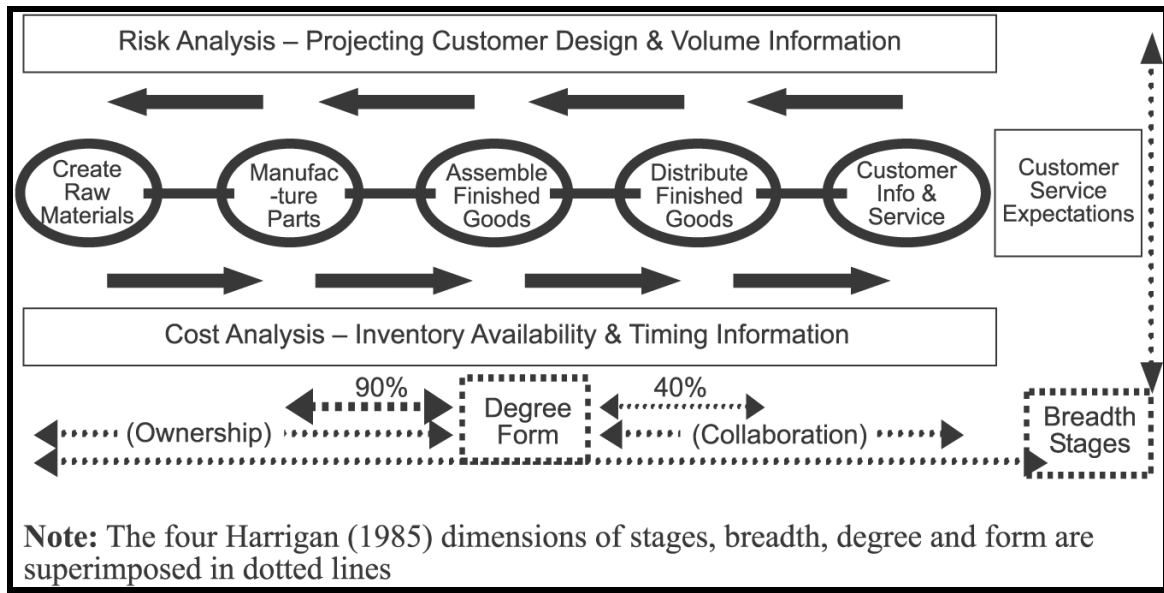 Risk Analysis – Projecting Customer Design & Volume Information
Create
Raw
Materials
Manufac-
-ture
Parts
Assemble
Finished
Goods
Distribute
Finished
Goods
Customer
Info &
Service
Customer
Service
Expectations
Cost Analysis – Inventory Availability & Timing Information
90%
Degree
Form
40%
(Ownership)
(Collaboration)
Breadth
Stages
Note: The four Harrigan (1985) dimensions of stages, breadth, degree and form are
superimposed in dotted lines